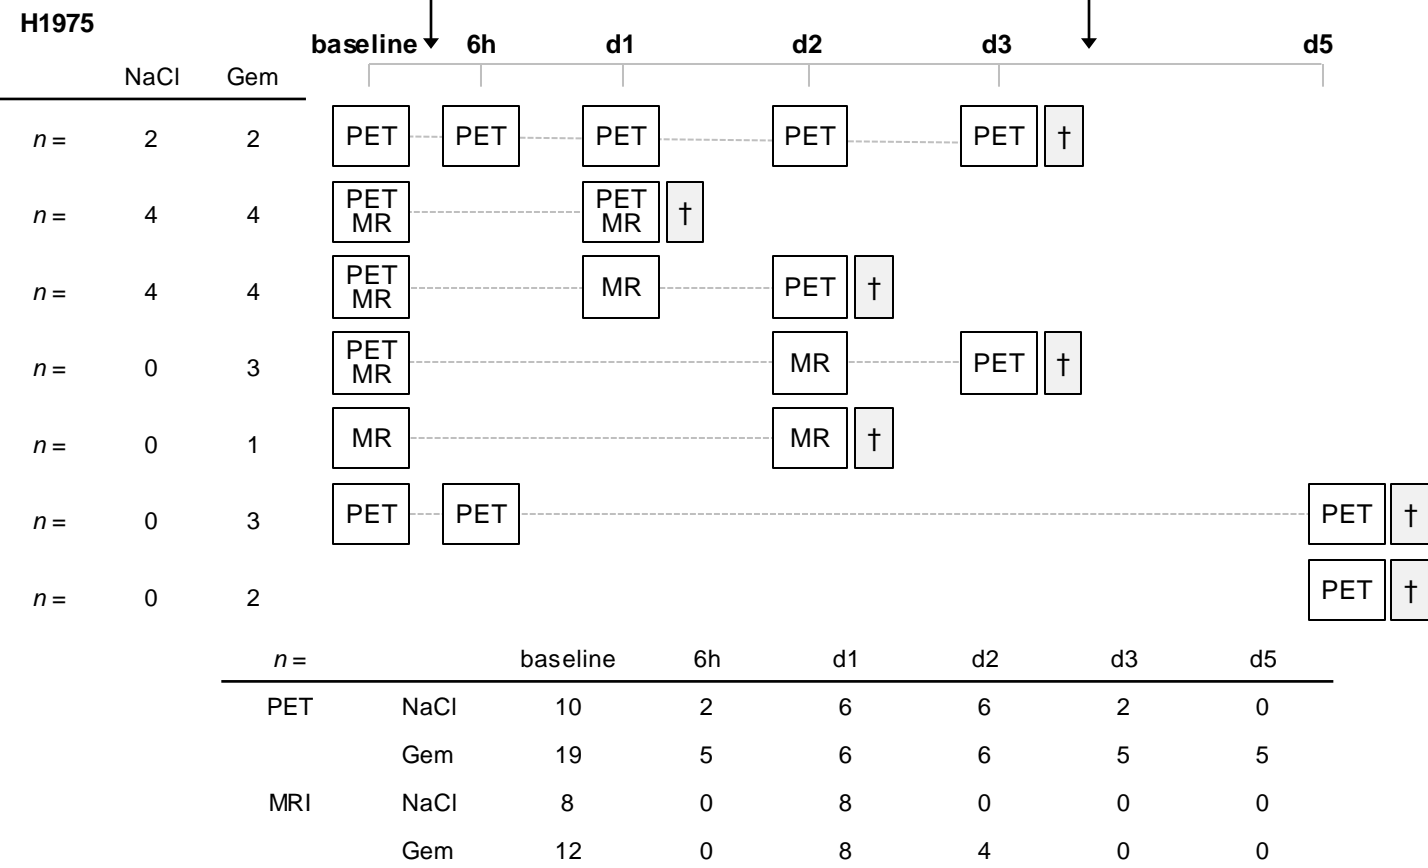 H1975
baseline 6h d1 d2 d3 d5
NaCl Gem
n = 2 2 PET PET PET PET PET †
n = 4 4 PET MR PET MR †
n = 4 4 PET MR MR PET †
n = 0 3 PET MR MR PET †
n = 0 1 MR MR †
n = 0 3 PET PET PET †
n = 0 2 PET †
n = baseline 6h d1 d2 d3 d5
PET NaCl 10 2 6 6 2 0
Gem 19 5 6 6 5 5
MRI NaCl 8 0 8 0 0 0
Gem 12 0 8 4 0 0